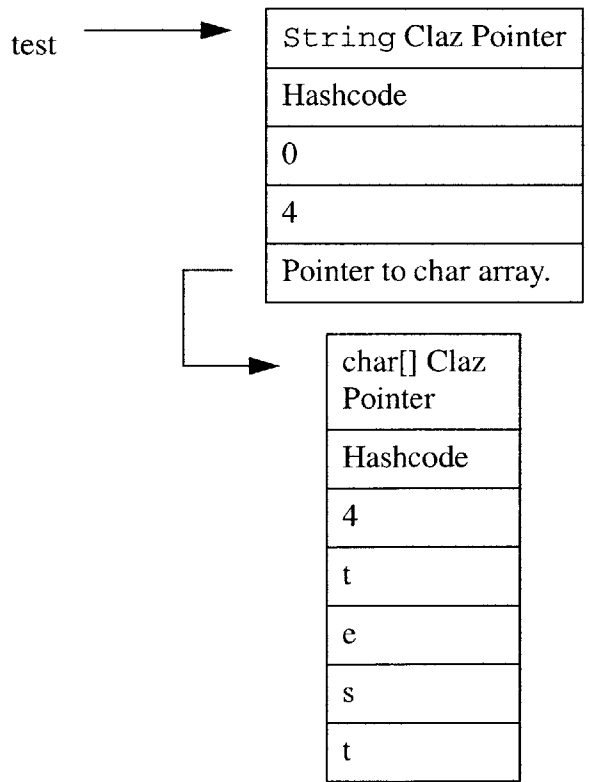 test
String Claz Pointer
Hashcode
0
4
Pointer to char array.
char[] Claz
Pointer
Hashcode
4
t
e
s
t